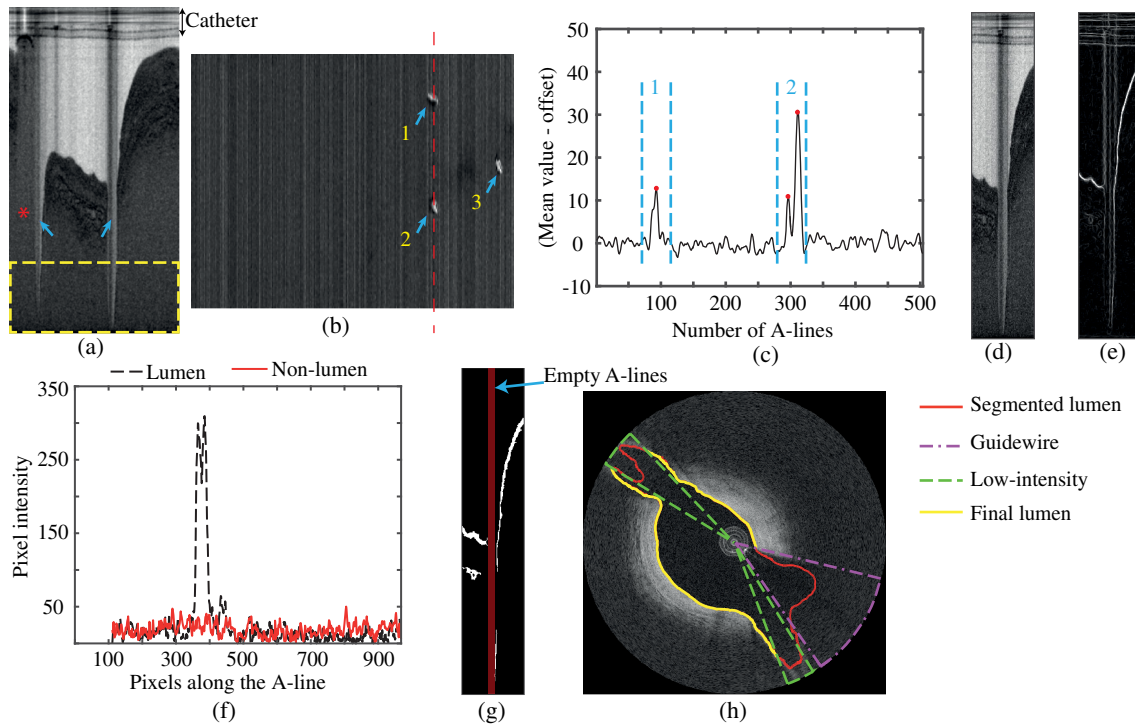 Catheter
*
(a)
1
2
3
(b)
50
40
30
20
10
0
-10
1
2
100
200
300
400
500
(Mean value - offset)
Number of A-lines
(c)
(d)
(e)
Lumen
Non-lumen
350
250
150
50
100
300
500
700
900
Pixel intensity
Pixels along the A-line
(f)
Empty A-lines
(g)
(h)
Segmented lumen
Guidewire
Low-intensity
Final lumen